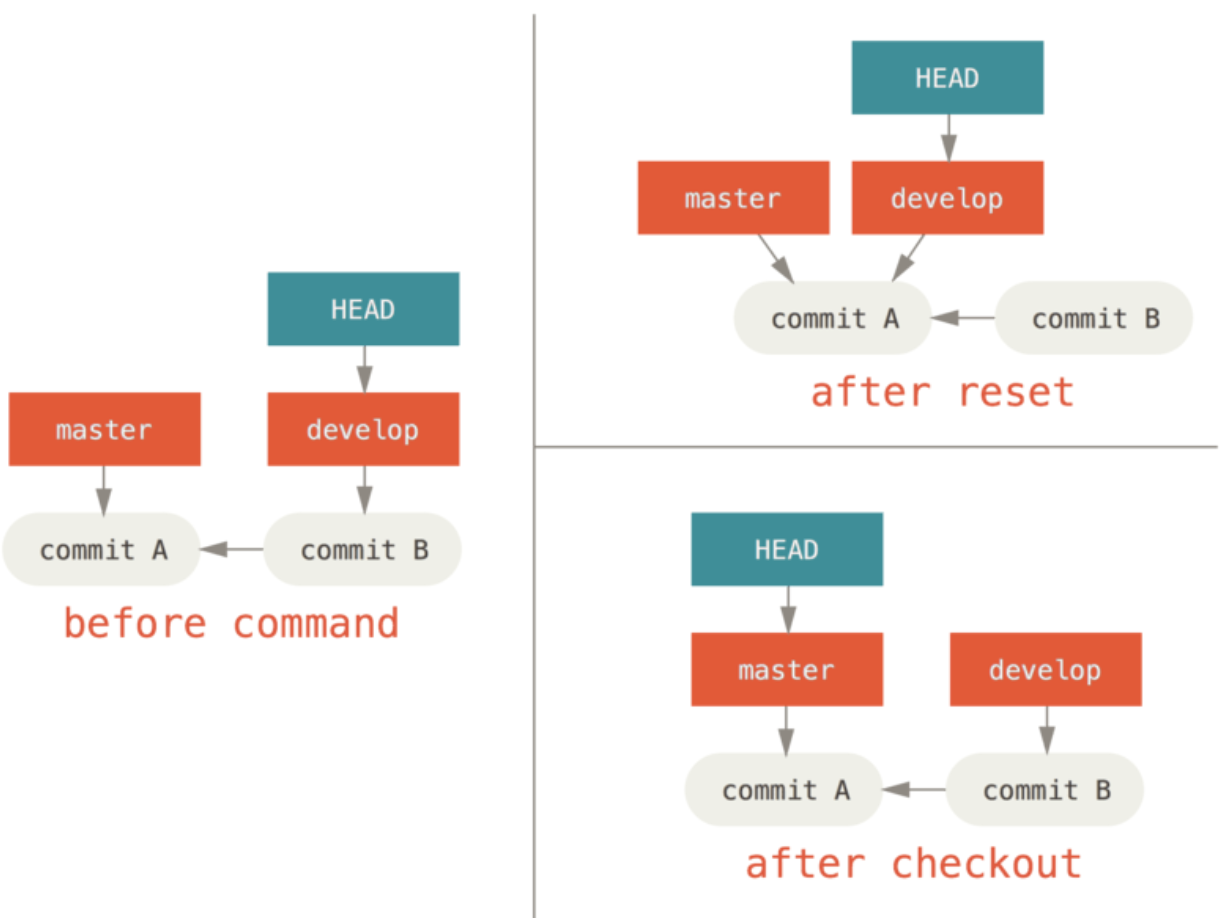 HEAD
master
develop
commit A
commit B
before command
HEAD
master
develop
commit A
commit B
after reset
HEAD
master
develop
commit A
commit B
after checkout